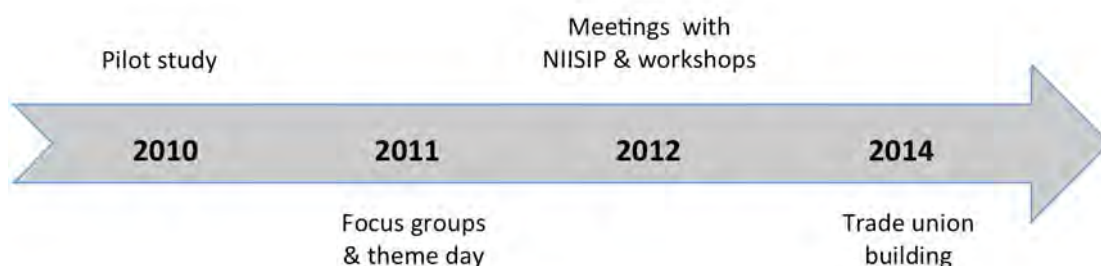 Pilot study
Meetings with
NIISIP & workshops
2010 2011 2012 2014
Focus groups
& theme day
Trade union
building